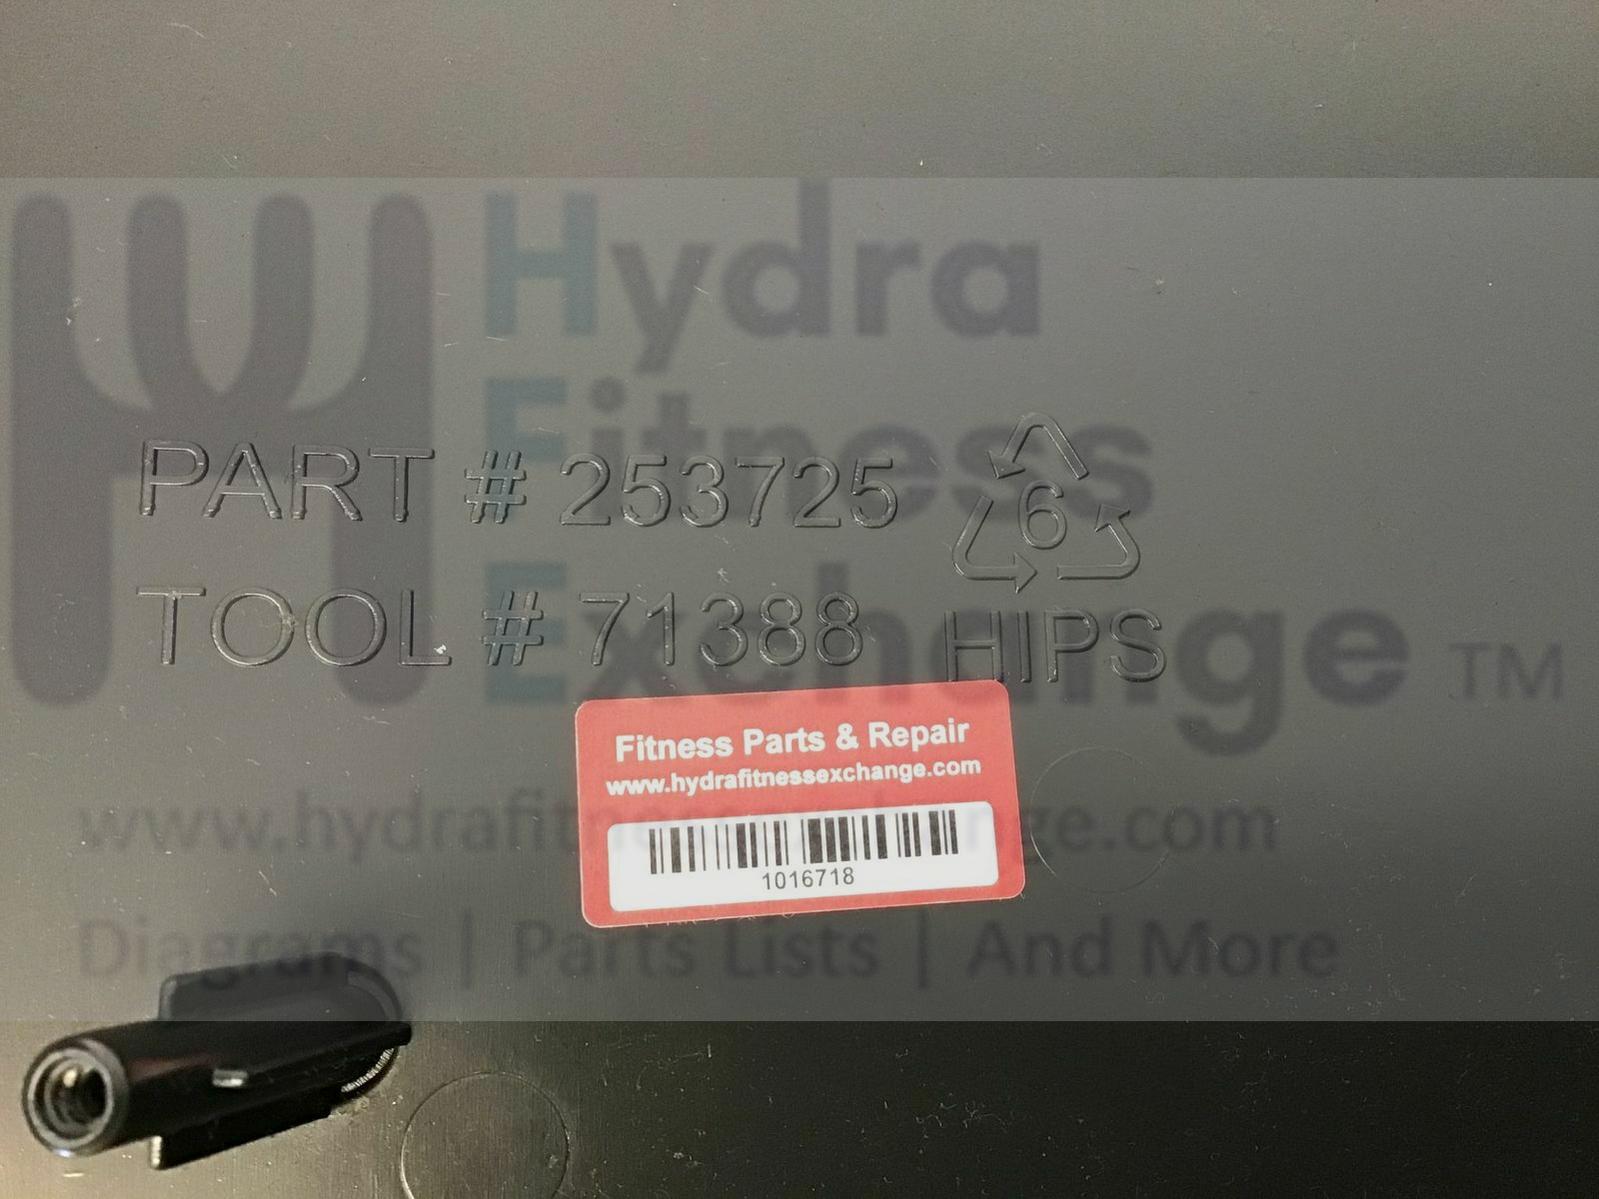 Hydra
Fitness
Exchange ™
PART # 253725
6
TOOL # 71388
HIPS
Fitness Parts & Repair
www.hydrafitnessexchange.com
1016718
www.hydrafitnessexchange.com
Diagrams | Parts Lists | And More